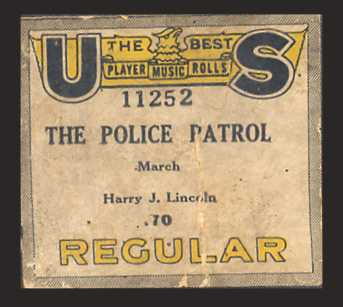 THE BEST
U S
PLAYER MUSIC ROLLS
11252
THE POLICE PATROL
March
Harry J. Lincoln
.70
REGULAR